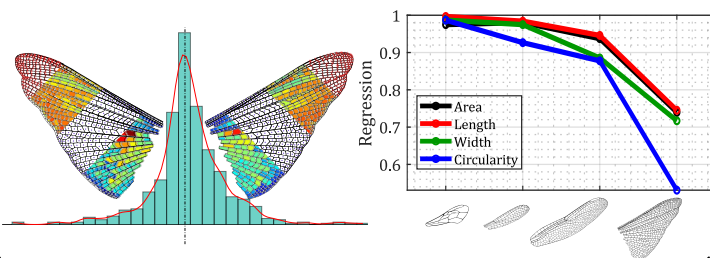 1
0.9
0.8
0.7
0.6
Regression
Area
Length
Width
Circularity